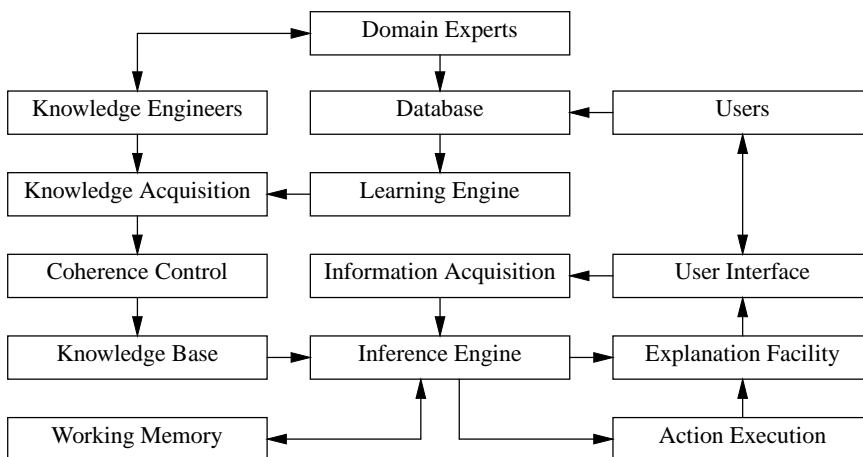 Domain Experts
Knowledge Engineers
Database
Users
Knowledge Acquisition
Learning Engine
Coherence Control
Information Acquisition
User Interface
Knowledge Base
Inference Engine
Explanation Facility
Working Memory
Action Execution